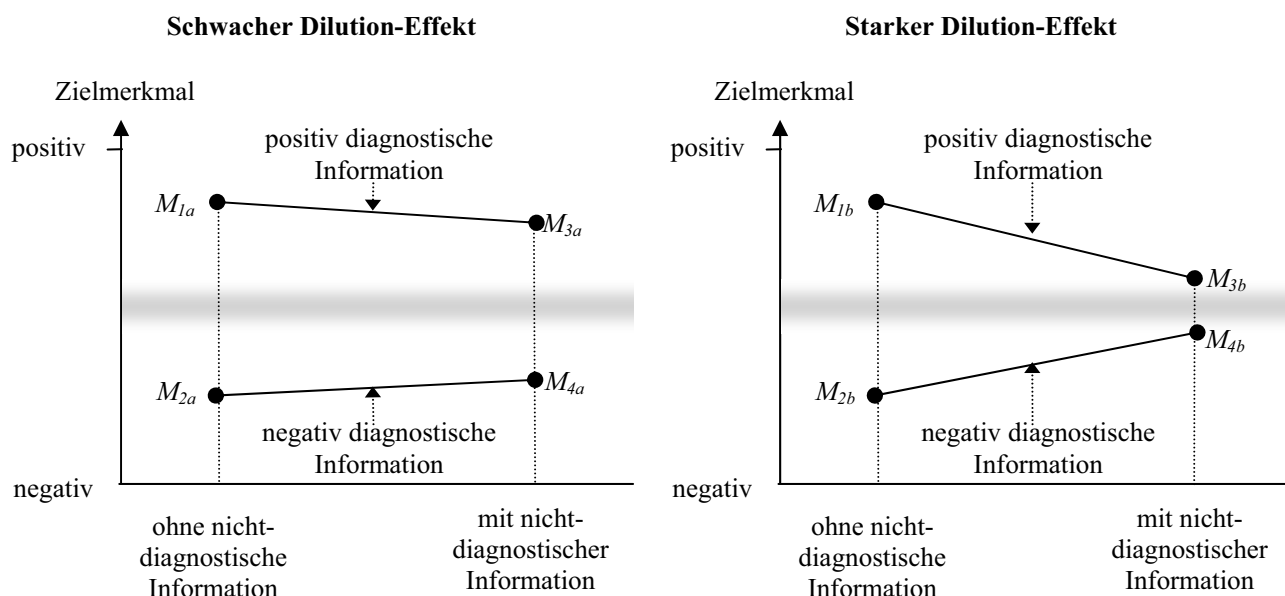 Schwacher Dilution-Effekt
Zielmerkmal
positiv
positiv diagnostische
Information
M1a
M3a
M2a
M4a
negativ diagnostische
Information
negativ
ohne nicht-
diagnostische
Information
mit nicht-
diagnostischer
Information
Starker Dilution-Effekt
Zielmerkmal
positiv
positiv diagnostische
Information
M1b
M3b
M4b
M2b
negativ diagnostische
Information
negativ
ohne nicht-
diagnostische
Information
mit nicht-
diagnostischer
Information